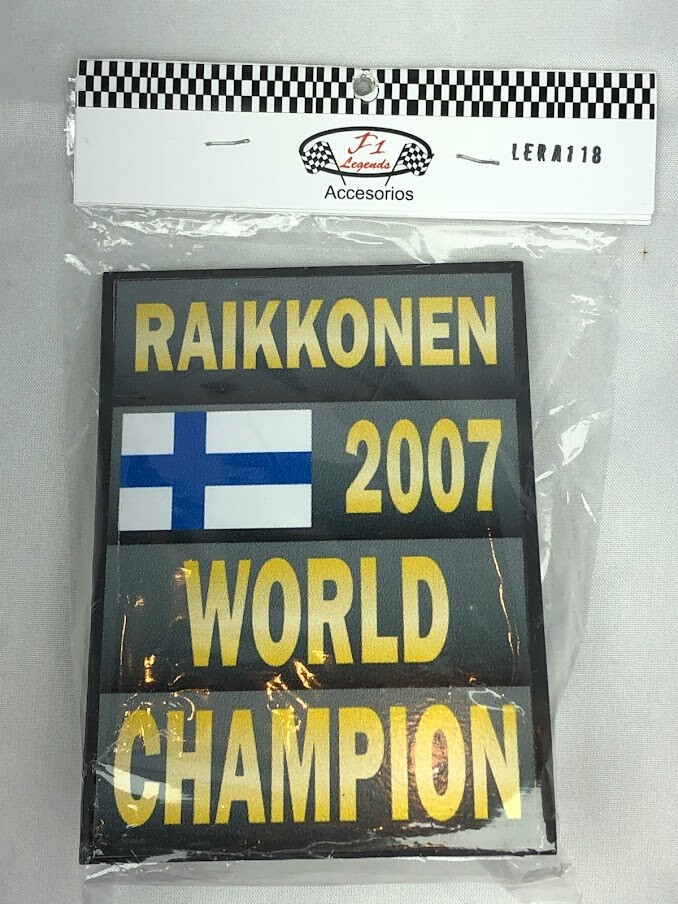 F1
Legends
Accesorios
LERA118
RAIKKONEN
2007
WORLD
CHAMPION